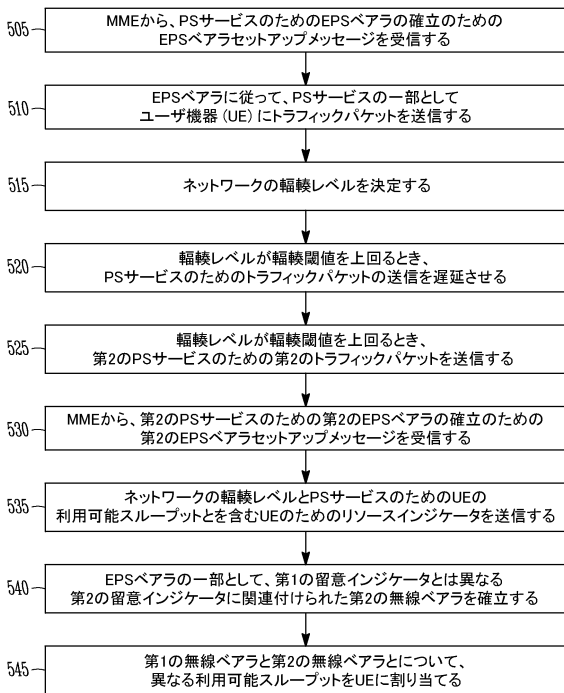 505
MMEから、PSサービスのためのEPSベアラの確立のための
EPSベアラセットアップメッセージを受信する
510
EPSベアラに従って、PSサービスの一部として
ユーザ機器(UE)にトラフィックパケットを送信する
515
ネットワークの輻輳レベルを決定する
520
輻輳レベルが輻輳閾値を上回るとき、
PSサービスのためのトラフィックパケットの送信を遅延させる
525
輻輳レベルが輻輳閾値を上回るとき、
第2のPSサービスのための第2のトラフィックパケットを送信する
530
MMEから、第2のPSサービスのための第2のEPSベアラの確立のための
第2のEPSベアラセットアップメッセージを受信する
535
ネットワークの輻輳レベルとPSサービスのためのUEの
利用可能スループットとを含むUEのためのリソースインジケータを送信する
540
EPSベアラの一部として、第1の留意インジケータとは異なる
第2の留意インジケータに関連付けられた第2の無線ベアラを確立する
545
第1の無線ベアラと第2の無線ベアラとについて、
異なる利用可能スループットをUEに割り当てる